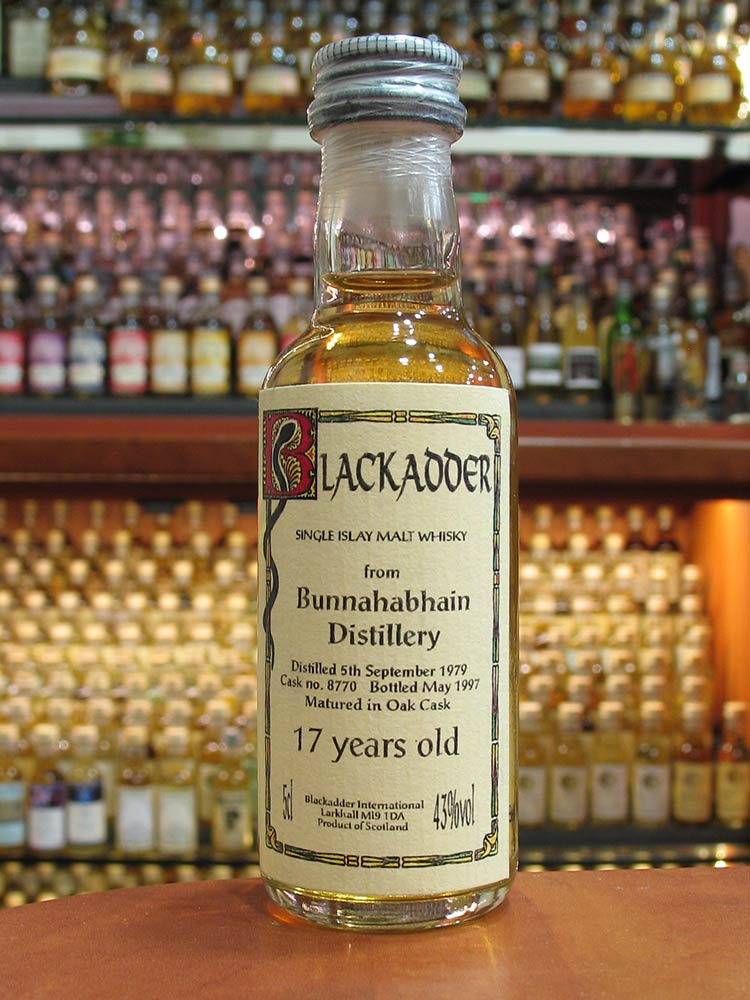 BLACKADDER
SINGLE ISLAY MALT WHISKY
from
Bunnahabhain
Distillery
Distilled 5th September 1979
Cask no. 8770 Bottled May 1997
Matured in Oak Cask
17 years old
5cl
Blackadder International
Larkhall Ml9 1DA
Product of Scotland
43%vol